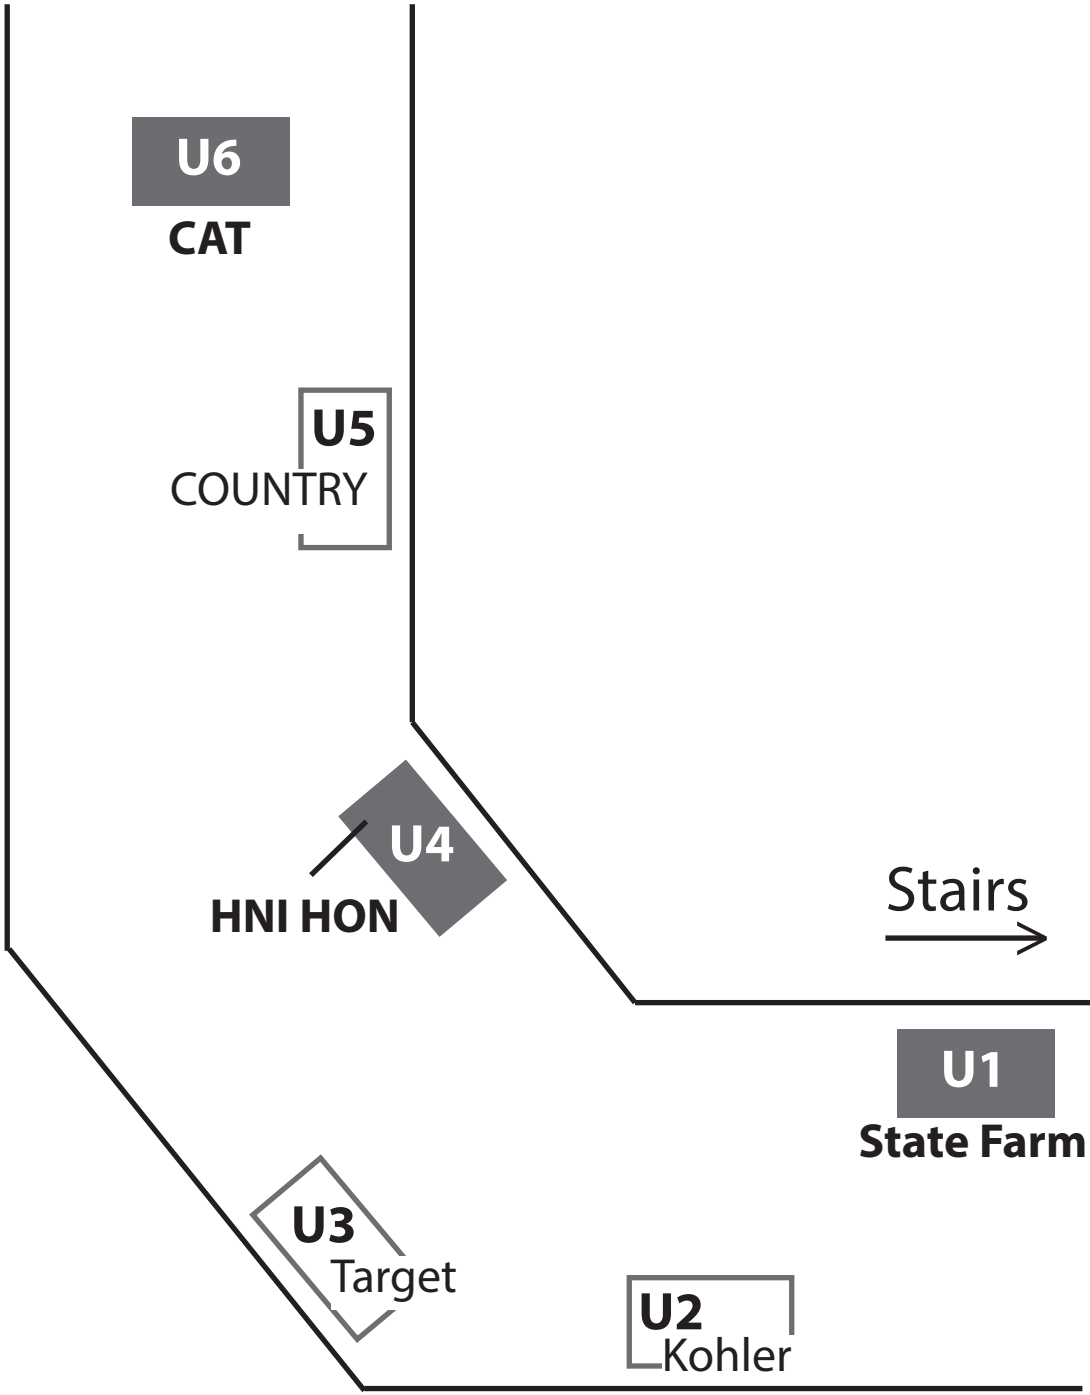 U6
CAT
U5
COUNTRY
U4
HNI HON
Stairs
U1
State Farm
U3
Target
U2
Kohler